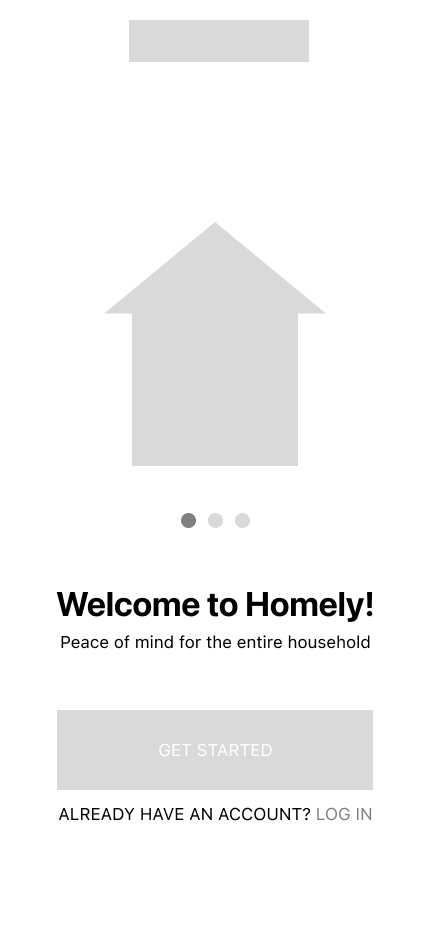 Welcome to Homely!
Peace of mind for the entire household
GET STARTED
ALREADY HAVE AN ACCOUNT? LOG IN